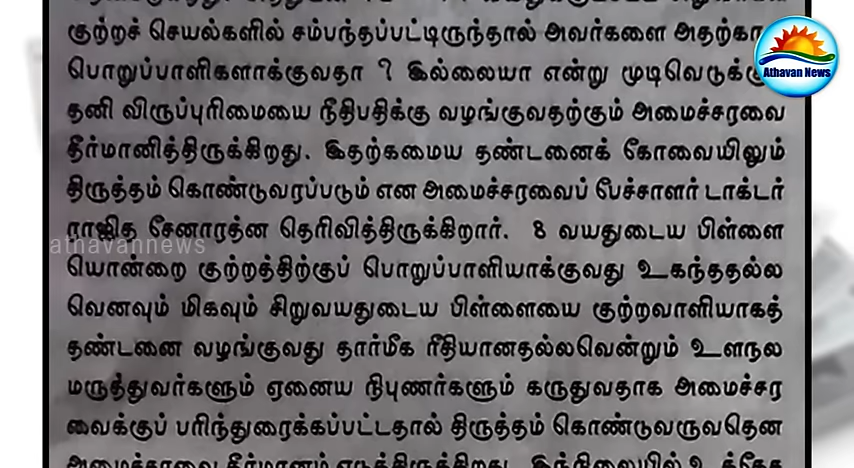 குற்றச் செயல்களில் சம்பந்தப்பட்டிருந்தால் அவர்களை
பொறுப்பாளிகளாக்குவதா ? இல்லையா என்று
தனி விருப்புரிமையை நீதிபதிக்கு வழங்குவதற்கும் அமைச்சரவை
தீர்மானித்திருக்கிறது. இதற்கமைய தண்டனைக் கோவையிலும்
திருத்தம் கொண்டுவரப்படும் என அமைச்சரவைப் பேச்சாளர் டாக்டர்
ராஜித சேனாரத்ன தெரிவித்திருக்கிறார். 8 வயதுடைய பிள்ளை
யொன்றை குற்றத்திற்குப் பொறுப்பாளியாக்குவது உகந்ததல்ல
வெனவும் மிகவும் சிறுவயதுடைய பிள்ளையை குற்றவாளியாகத்
தண்டனை வழங்குவது தார்மீக ரீதியானதல்லவென்றும் உளநல
மருத்துவர்களும் ஏனைய நிபுணர்களும் கருதுவதாக அமைச்சர
வைக்குப் பரிந்துரைக்கப்பட்டதால் திருத்தம் கொண்டுவருவதென
Athavan News
athavannews